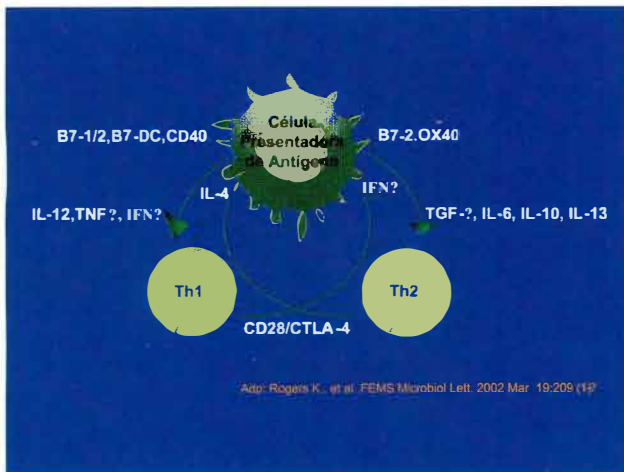 Célula
Presentadora
de Antígeno
B7-1/2,B7-DC,CD40
B7-2.OX40
IL-4
IFN?
IL-12,TNF?, IFN?
TGF-?, IL-6, IL-10, IL-13
Th1
Th2
CD28/CTLA-4
Adp: Rogers K., et al. FEMS Microbiol Lett. 2002 Mar 19:209